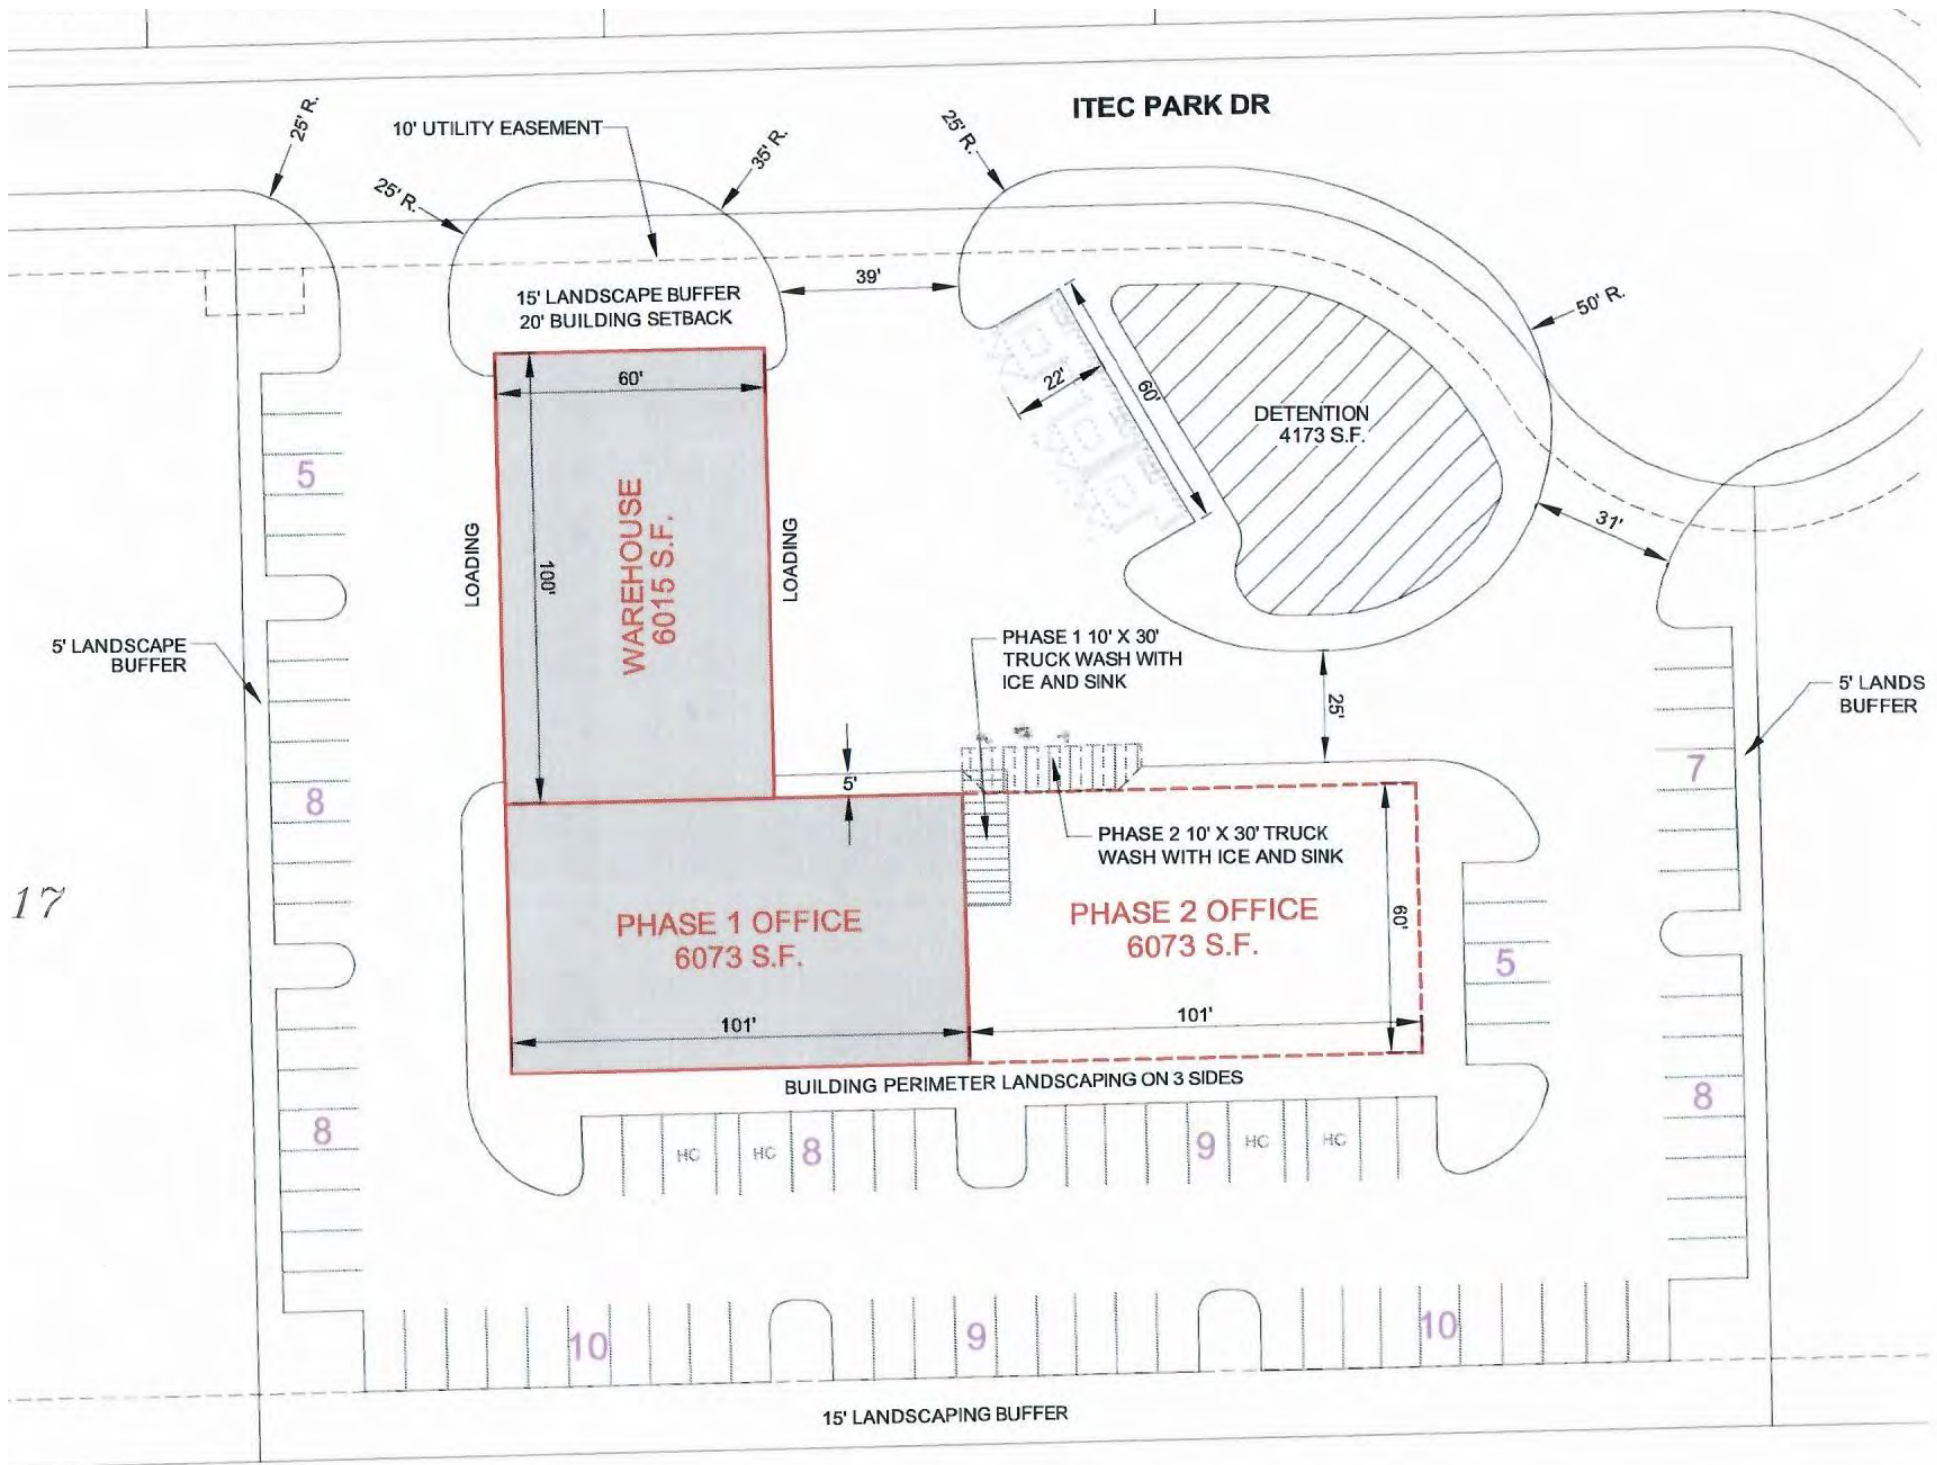 ITEC PARK DR
25' R.
10' UTILITY EASEMENT
35' R.
25' R.
25' R.
39'
15' LANDSCAPE BUFFER
20' BUILDING SETBACK
50' R.
60'
22'
60'
DETENTION
4173 S.F.
5
LOADING
WAREHOUSE
6015 S.F.
100'
LOADING
31'
5' LANDSCAPE
BUFFER
PHASE 1 10' X 30'
TRUCK WASH WITH
ICE AND SINK
25'
5' LANDS
BUFFER
8
5'
7
PHASE 2 10' X 30' TRUCK
WASH WITH ICE AND SINK
17
PHASE 1 OFFICE
6073 S.F.
PHASE 2 OFFICE
6073 S.F.
60'
5
101'
101'
BUILDING PERIMETER LANDSCAPING ON 3 SIDES
8
8
HC
HC
8
9
HC
HC
10
9
10
15' LANDSCAPING BUFFER